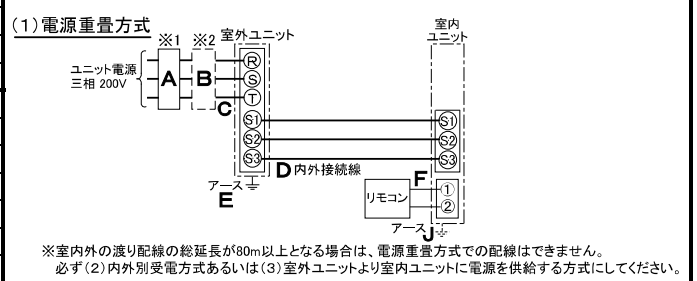 (1)電源重畳方式
※1 ※2 室外ユニット
室内
ユニット
ユニット電源
三相 200V
A B
R
S
T
C
S1
S2
S3
S1
S2
S3
D 内外接続線
アース
E
F
リモコン
①
②
アース J
※室内外の渡り配線の総延長が80m以上となる場合は、電源重畳方式での配線はできません。
必ず(2)内外別受電方式あるいは(3)室外ユニットより室内ユニットに電源を供給する方式にしてください。